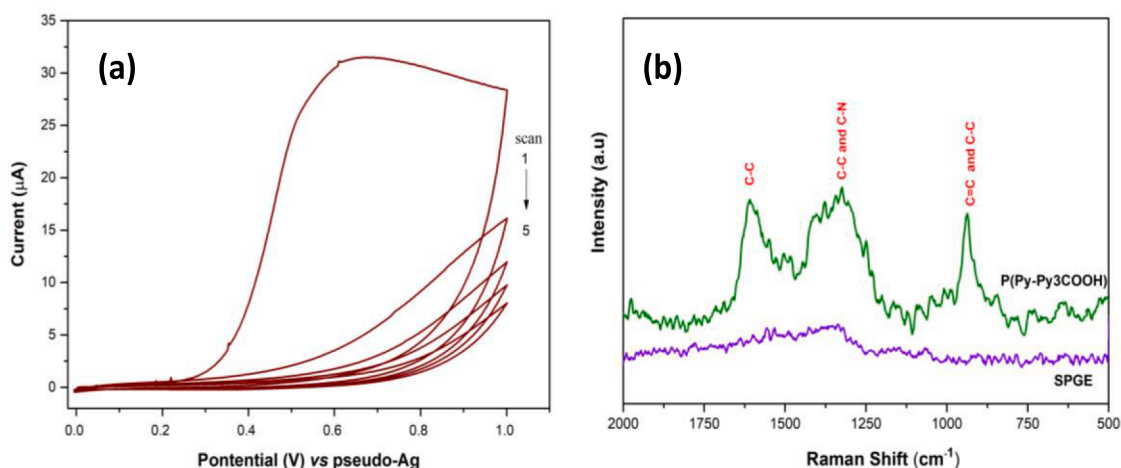 (a)
35
30
25
20
15
10
5
0
Current (µA)
0.0 0.2 0.4 0.6 0.8 1.0
Pontential (V) vs pseudo-Ag
scan
1
5
(b)
Intensity (a.u)
C-C
C-C and C-N
C=C and C-C
P(Py-Py3COOH)
SPGE
2000 1750 1500 1250 1000 750 500
Raman Shift (cm-1)